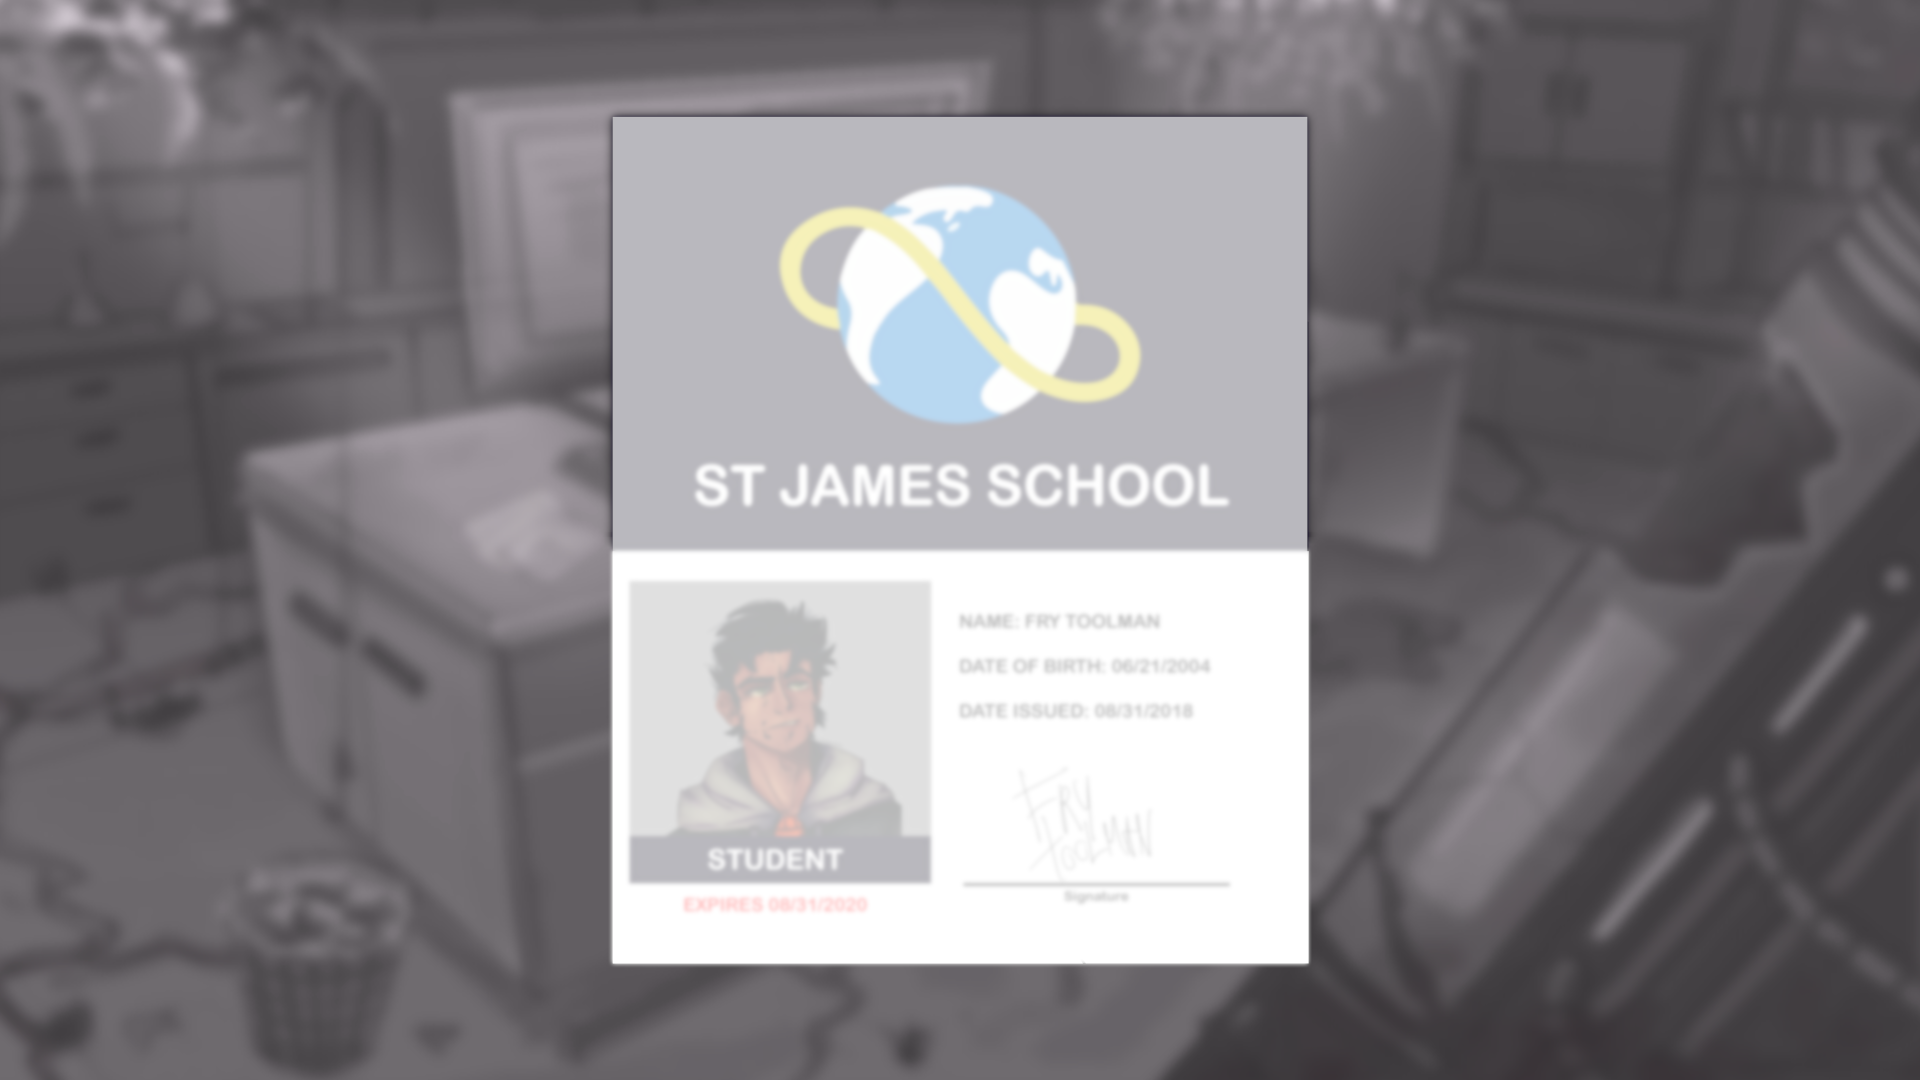 ST JAMES SCHOOL
NAME: FRY TOOLMAN
DATE OF BIRTH: 06/21/2004
DATE ISSUED: 08/31/2018
FRY
TOOLMAN
Signature
STUDENT
EXPIRES 08/31/2020